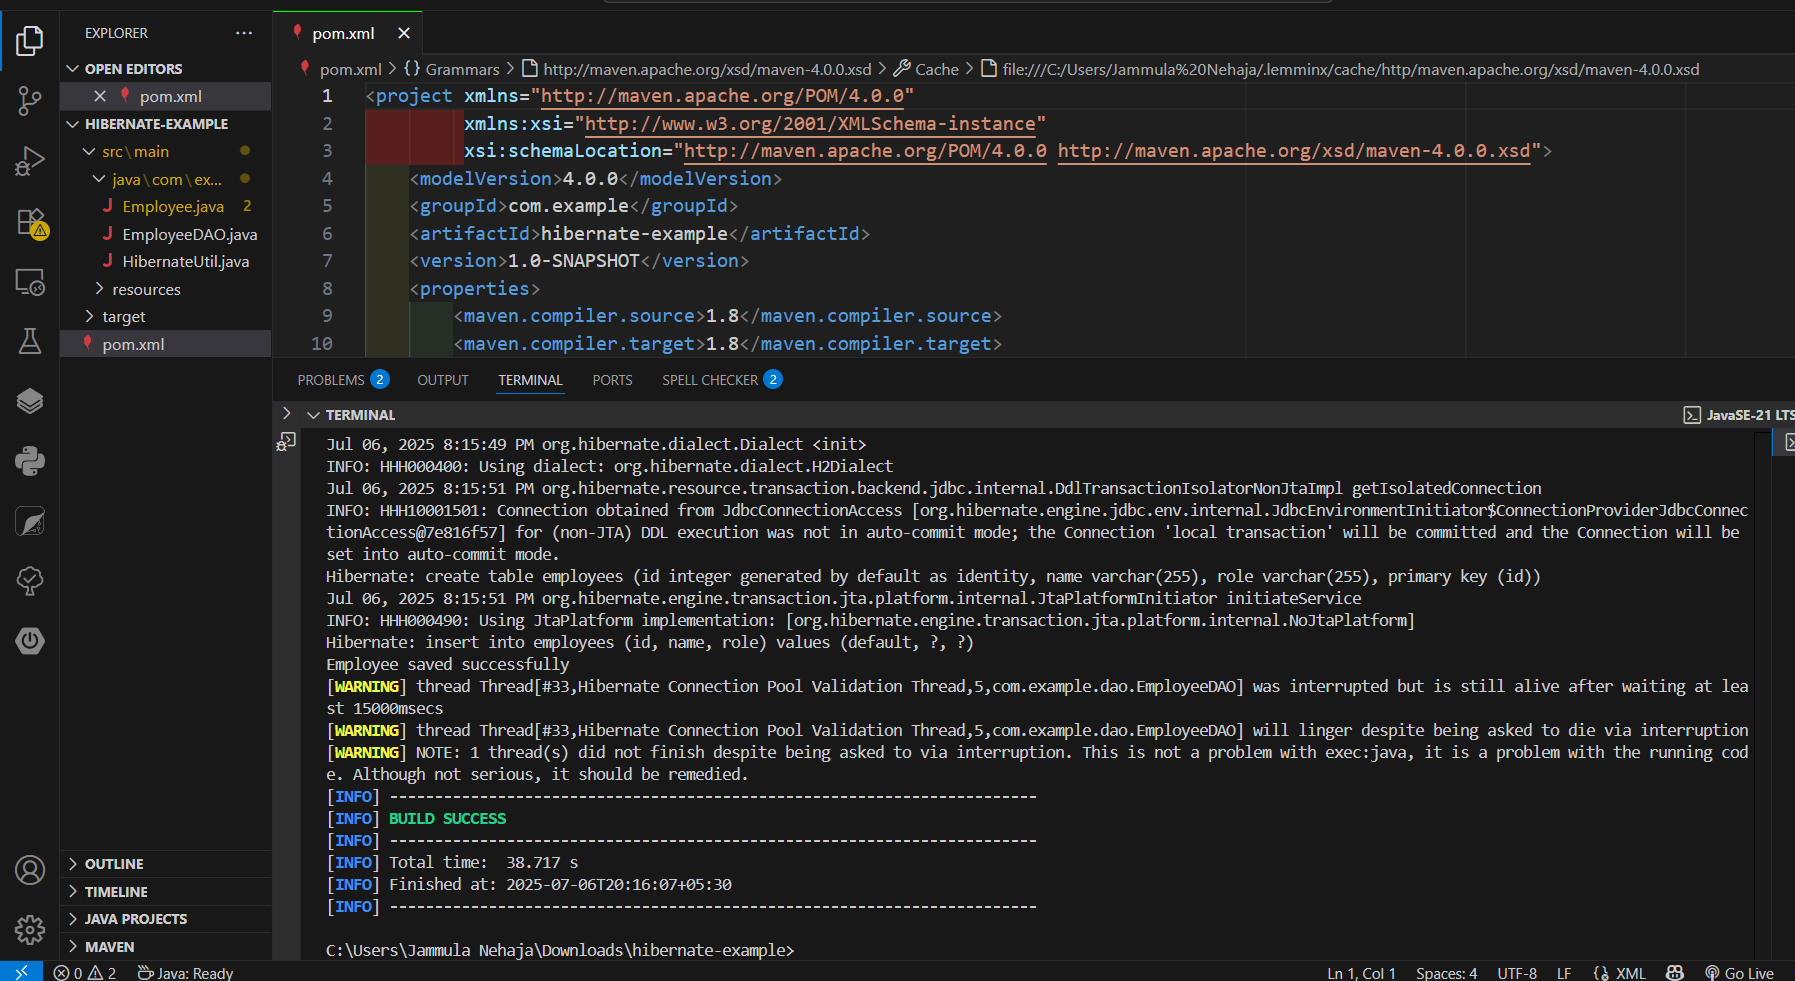 EXPLORER
OPEN EDITORS
pom.xml
HIBERNATE-EXAMPLE
src\main
java\com\ex...
Employee.java 2
EmployeeDAO.java
HibernateUtil.java
resources
target
pom.xml
OUTLINE
TIMELINE
JAVA PROJECTS
MAVEN
pom.xml
pom.xml > {} Grammars > http://maven.apache.org/xsd/maven-4.0.0.xsd > Cache > file:///C:/Users/Jammula%20Nehaja/.lemminx/cache/http/maven.apache.org/xsd/maven-4.0.0.xsd
1 <project xmlns="http://maven.apache.org/POM/4.0.0"
2 xmlns:xsi="http://www.w3.org/2001/XMLSchema-instance"
3 xsi:schemaLocation="http://maven.apache.org/POM/4.0.0 http://maven.apache.org/xsd/maven-4.0.0.xsd">
4 <modelVersion>4.0.0</modelVersion>
5 <groupId>com.example</groupId>
6 <artifactId>hibernate-example</artifactId>
7 <version>1.0-SNAPSHOT</version>
8 <properties>
9 <maven.compiler.source>1.8</maven.compiler.source>
10 <maven.compiler.target>1.8</maven.compiler.target>
PROBLEMS 2 OUTPUT TERMINAL PORTS SPELL CHECKER 2
TERMINAL
JavaSE-21 LTS
Jul 06, 2025 8:15:49 PM org.hibernate.dialect.Dialect <init>
INFO: HHH000400: Using dialect: org.hibernate.dialect.H2Dialect
Jul 06, 2025 8:15:51 PM org.hibernate.resource.transaction.backend.jdbc.internal.DdlTransactionIsolatorNonJtaImpl getIsolatedConnection
INFO: HHH10001501: Connection obtained from JdbcConnectionAccess [org.hibernate.engine.jdbc.env.internal.JdbcEnvironmentInitiator$ConnectionProviderJdbcConnec
tionAccess@7e816f57] for (non-JTA) DDL execution was not in auto-commit mode; the Connection 'local transaction' will be committed and the Connection will be
set into auto-commit mode.
Hibernate: create table employees (id integer generated by default as identity, name varchar(255), role varchar(255), primary key (id))
Jul 06, 2025 8:15:51 PM org.hibernate.engine.transaction.jta.platform.internal.JtaPlatformInitiator initiateService
INFO: HHH000490: Using JtaPlatform implementation: [org.hibernate.engine.transaction.jta.platform.internal.NoJtaPlatform]
Hibernate: insert into employees (id, name, role) values (default, ?, ?)
Employee saved successfully
[WARNING] thread Thread[#33,Hibernate Connection Pool Validation Thread,5,com.example.dao.EmployeeDAO] was interrupted but is still alive after waiting at lea
st 15000msecs
[WARNING] thread Thread[#33,Hibernate Connection Pool Validation Thread,5,com.example.dao.EmployeeDAO] will linger despite being asked to die via interruption
[WARNING] NOTE: 1 thread(s) did not finish despite being asked to via interruption. This is not a problem with exec:java, it is a problem with the running cod
e. Although not serious, it should be remedied.
[INFO] ------------------------------------------------------------------------
[INFO] BUILD SUCCESS
[INFO] ------------------------------------------------------------------------
[INFO] Total time:  38.717 s
[INFO] Finished at: 2025-07-06T20:16:07+05:30
[INFO] ------------------------------------------------------------------------
C:\Users\Jammula Nehaja\Downloads\hibernate-example>
0 2 Java: Ready
Ln 1, Col 1 Spaces: 4 UTF-8 LF XML Go Live